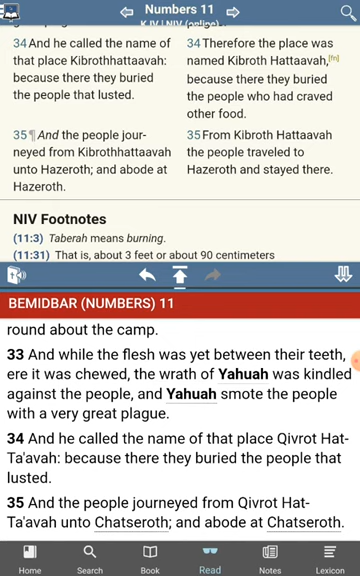 Numbers 11
KJV | NIV (online)
34 And he called the name of
that place Kibrothhattaavah:
because there they buried
the people that lusted.
34 Therefore the place was
named Kibroth Hattaavah,[fn]
because there they buried
the people who had craved
other food.
35 ¶ And the people jour-
neyed from Kibrothhattaavah
unto Hazeroth; and abode at
Hazeroth.
35 From Kibroth Hattaavah
the people traveled to
Hazeroth and stayed there.
NIV Footnotes
(11:3) Taberah means burning.
(11:31) That is, about 3 feet or about 90 centimeters
BEMIDBAR (NUMBERS) 11
round about the camp.
33 And while the flesh was yet between their teeth,
ere it was chewed, the wrath of Yahuah was kindled
against the people, and Yahuah smote the people
with a very great plague.
34 And he called the name of that place Qivrot Hat-
Ta'avah: because there they buried the people that
lusted.
35 And the people journeyed from Qivrot Hat-
Ta'avah unto Chatseroth; and abode at Chatseroth.
Home
Search
Book
Read
Notes
Lexicon